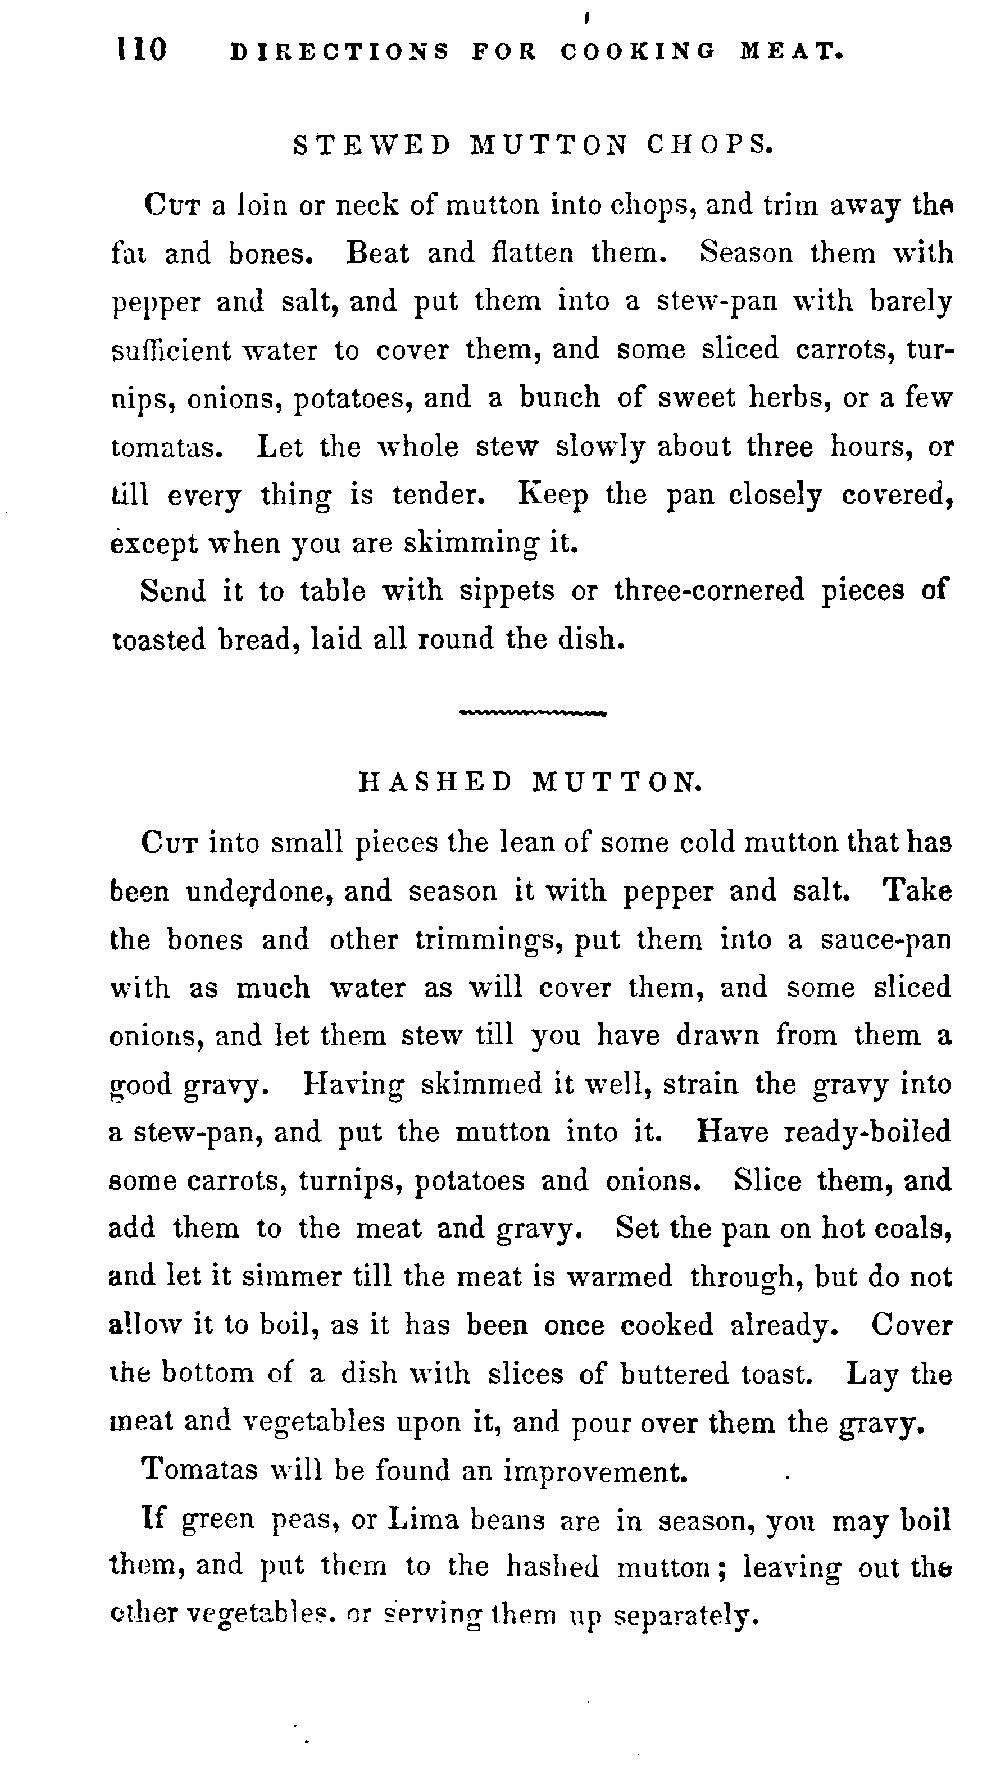 110 DIRECTIONS FOR COOKING MEAT.
STEWED MUTTON CHOPS.
CUT a loin or neck of mutton into chops, and trim away the
fat and bones. Beat and flatten them. Season them with
pepper and salt, and put them into a stew-pan with barely
sufficient water to cover them, and some sliced carrots, tur-
nips, onions, potatoes, and a bunch of sweet herbs, or a few
tomatas. Let the whole stew slowly about three hours, or
till every thing is tender. Keep the pan closely covered,
except when you are skimming it.
Send it to table with sippets or three-cornered pieces of
toasted bread, laid all round the dish.
HASHED MUTTON.
CUT into small pieces the lean of some cold mutton that has
been underdone, and season it with pepper and salt. Take
the bones and other trimmings, put them into a sauce-pan
with as much water as will cover them, and some sliced
onions, and let them stew till you have drawn from them a
good gravy. Having skimmed it well, strain the gravy into
a stew-pan, and put the mutton into it. Have ready-boiled
some carrots, turnips, potatoes and onions. Slice them, and
add them to the meat and gravy. Set the pan on hot coals,
and let it simmer till the meat is warmed through, but do not
allow it to boil, as it has been once cooked already. Cover
the bottom of a dish with slices of buttered toast. Lay the
meat and vegetables upon it, and pour over them the gravy.
Tomatas will be found an improvement.
If green peas, or Lima beans are in season, you may boil
them, and put them to the hashed mutton; leaving out the
other vegetables, or serving them up separately.